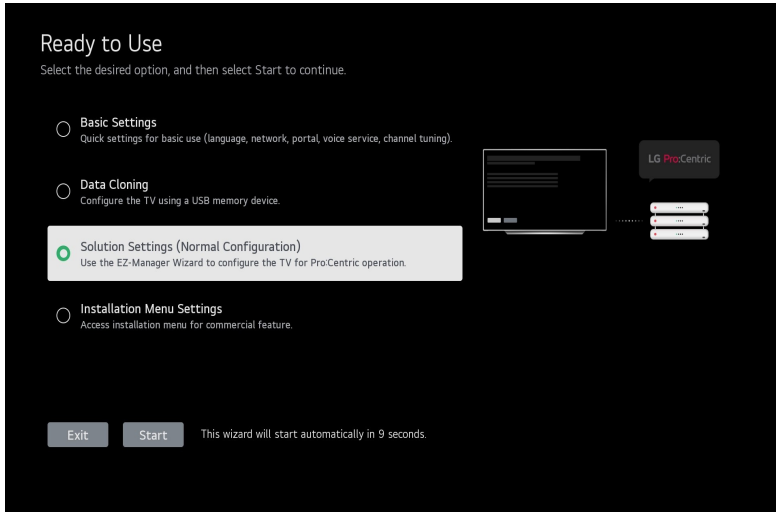 Ready to Use
Select the desired option, and then select Start to continue.
Basic Settings
Quick settings for basic use (language, network, portal, voice service, channel tuning).
Data Cloning
Configure the TV using a USB memory device.
Solution Settings (Normal Configuration)
Use the EZ-Manager Wizard to configure the TV for Pro:Centric operation.
Installation Menu Settings
Access installation menu for commercial feature.
LG Pro:Centric
Exit
Start
This wizard will start automatically in 9 seconds.